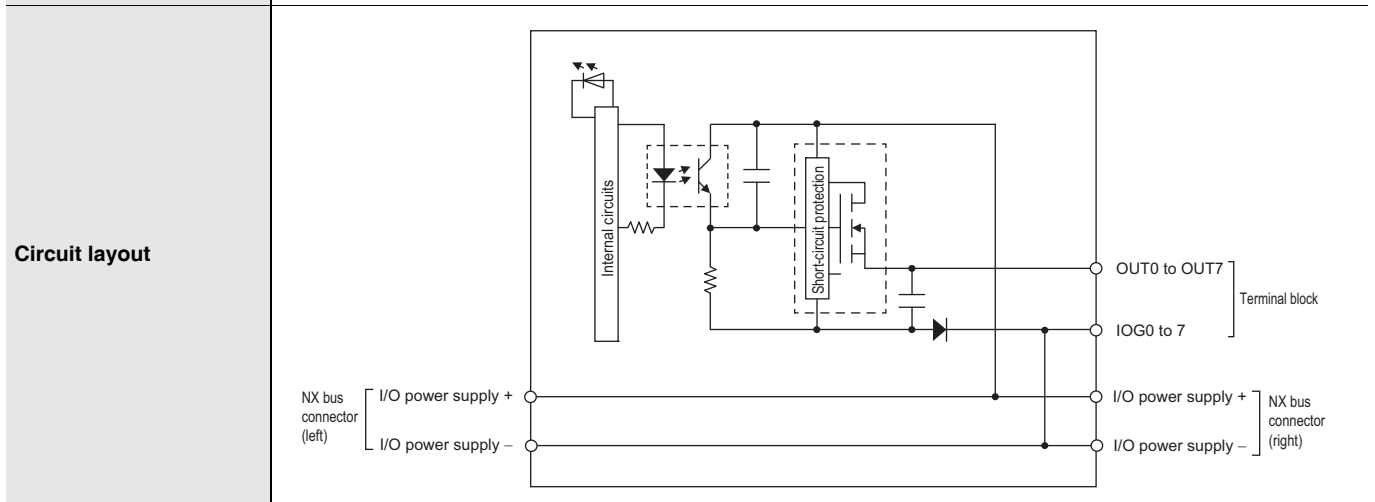 Circuit layout
Internal circuits
Short-circuit protection
OUT0 to OUT7
Terminal block
IOG0 to 7
NX bus
connector
(left)
I/O power supply +
I/O power supply –
I/O power supply +
I/O power supply –
NX bus
connector
(right)